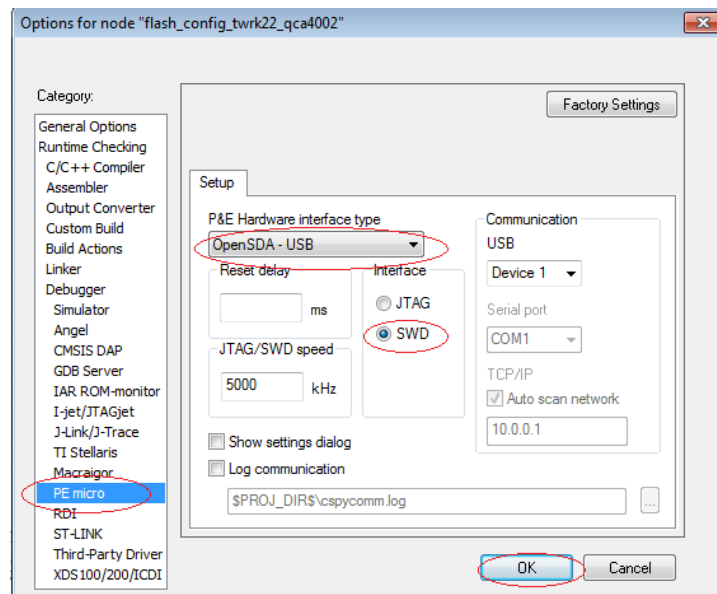 Options for node "flash_config_twrk22_qca4002"
Category:
General Options
Runtime Checking
C/C++ Compiler
Assembler
Output Converter
Custom Build
Build Actions
Linker
Debugger
Simulator
Angel
CMSIS DAP
GDB Server
IAR ROM-monitor
I-jet/JTAGjet
J-Link/J-Trace
TI Stellaris
Macraigor
PE micro
RDI
ST-LINK
Third-Party Driver
XDS100/200/ICDI
Factory Settings
Setup
P&E Hardware interface type
OpenSDA - USB
Reset delay
ms
JTAG/SWD speed
5000 kHz
Interface
JTAG
SWD
Communication
USB
Device 1
Serial port
COM1
TCP/IP
Auto scan network
10.0.0.1
Show settings dialog
Log communication
$PROJ_DIR$\cspycomm.log
...
OK
Cancel